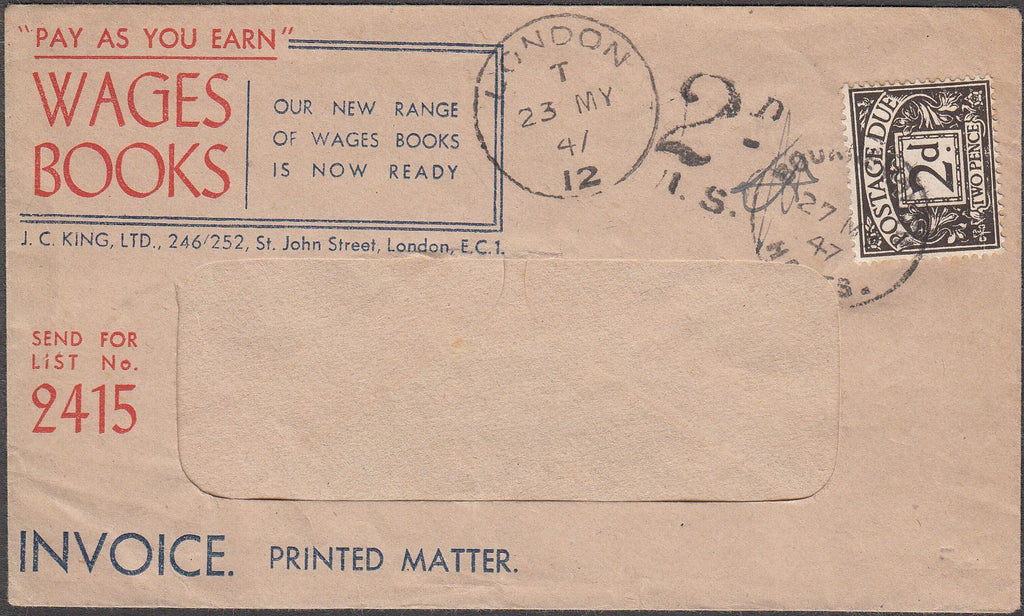 "PAY AS YOU EARN"
WAGES
BOOKS
OUR NEW RANGE
OF WAGES BOOKS
IS NOW READY
J. C. KING, LTD., 246/252, St. John Street, London, E.C.1.
LONDON
T
23 MY
47
12
2D.
POSTAGE DUE
2d.
TWO PENCE
27
47
SEND FOR
LIST No.
2415
INVOICE. PRINTED MATTER.